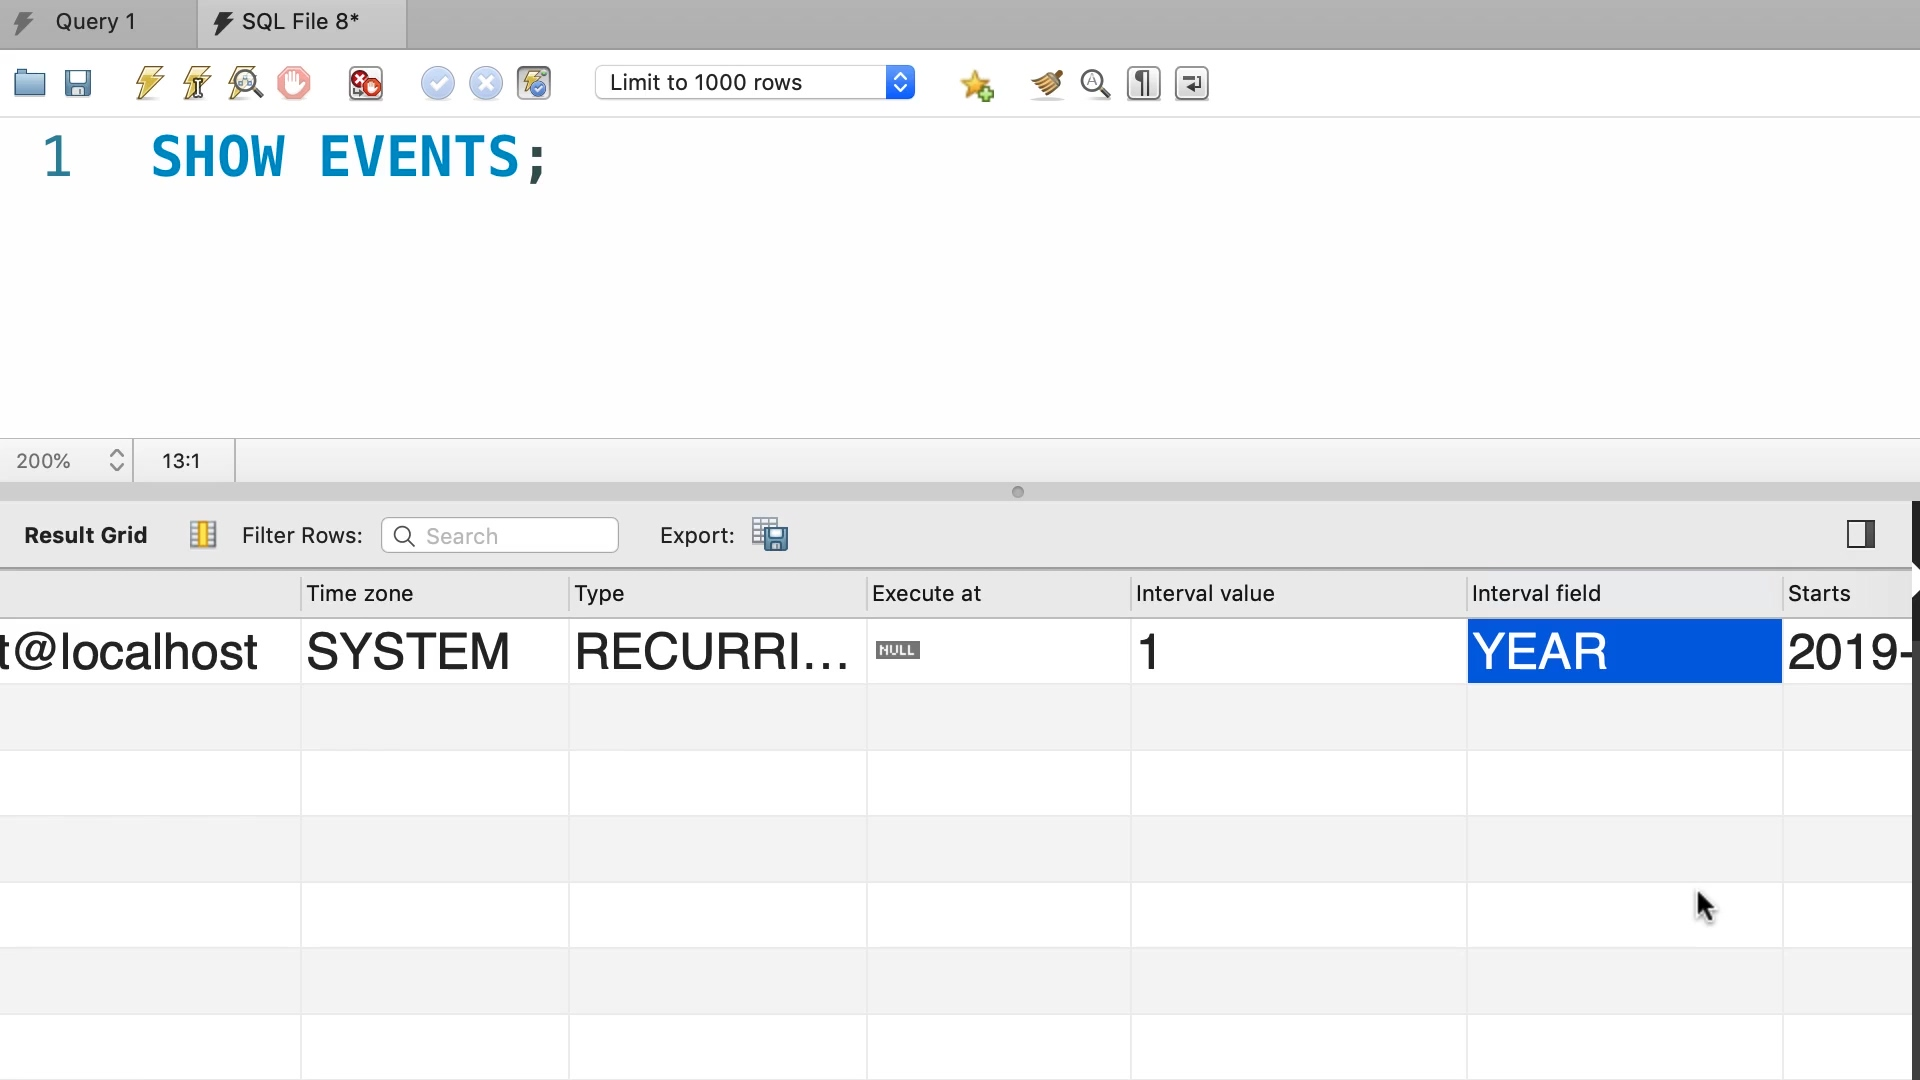 Query 1
SQL File 8*
Limit to 1000 rows
1 SHOW EVENTS;
200% 13:1
Result Grid Filter Rows: Search Export:
Time zone Type Execute at Interval value Interval field Starts
t@localhost SYSTEM RECURRI... NULL 1 YEAR 2019-